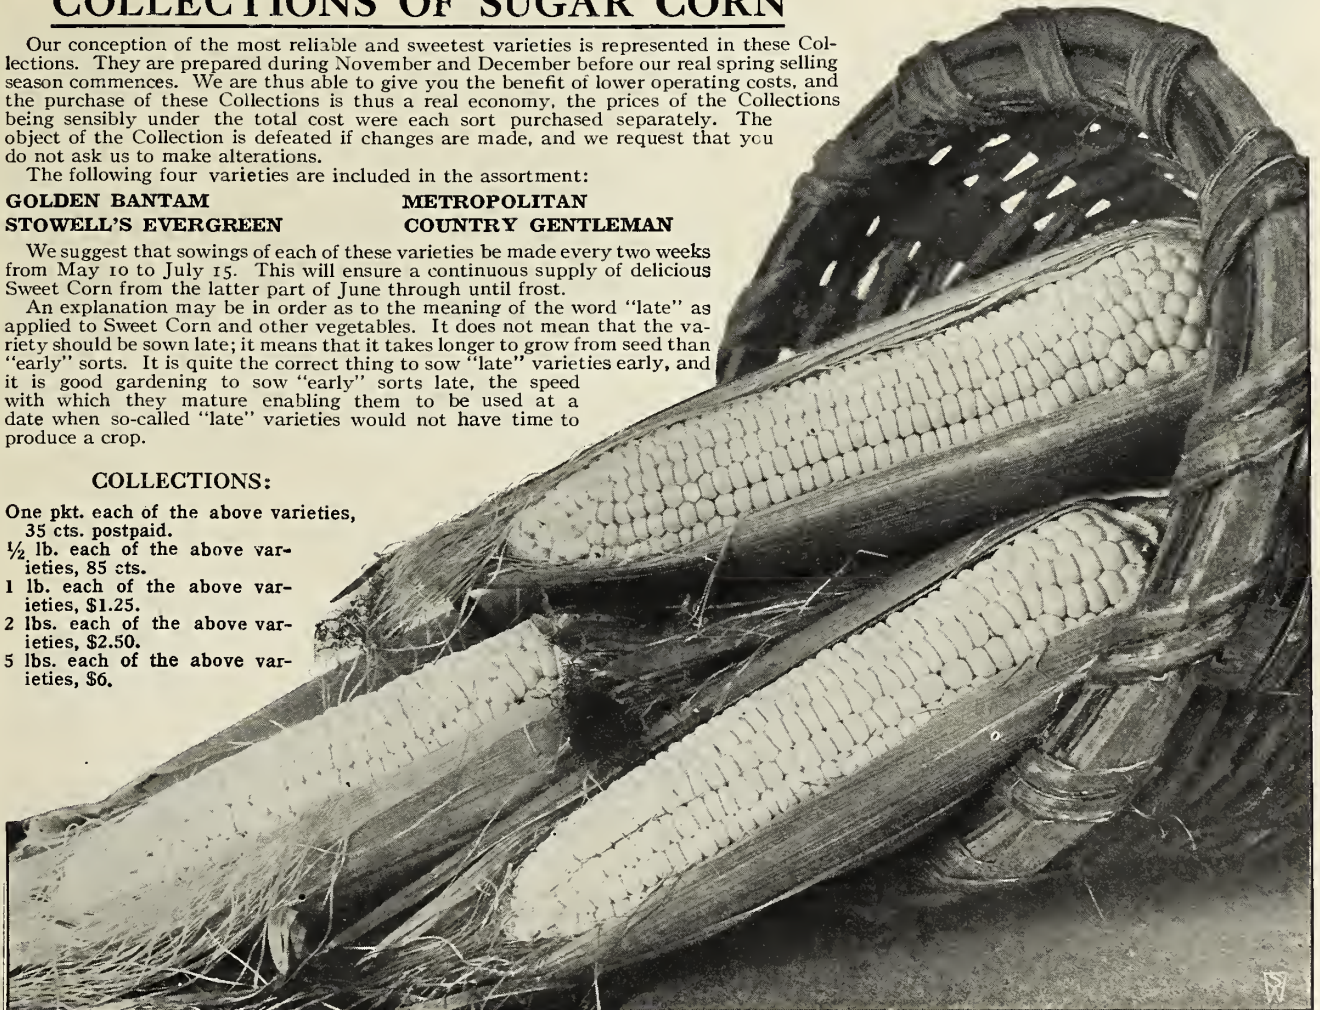 COLLECTIONS OF SUGAR CORN
Our conception of the most reliable and sweetest varieties is represented in these Col-
lections. They are prepared during November and December before our real spring selling
season commences. We are thus able to give you the benefit of lower operating costs, and
the purchase of these Collections is thus a real economy, the prices of the Collections
being sensibly under the total cost were each sort purchased separately. The
object of the Collection is defeated if changes are made, and we request that you
do not ask us to make alterations.
The following four varieties are included in the assortment:
GOLDEN BANTAM METROPOLITAN
STOWELL'S EVERGREEN COUNTRY GENTLEMAN
We suggest that sowings of each of these varieties be made every two weeks
from May 10 to July 15. This will ensure a continuous supply of delicious
Sweet Corn from the latter part of June through until frost.
An explanation may be in order as to the meaning of the word "late" as
applied to Sweet Corn and other vegetables. It does not mean that the va-
riety should be sown late; it means that it takes longer to grow from seed than
"early" sorts. It is quite the correct thing to sow "late" varieties early, and
it is good gardening to sow "early" sorts late, the speed
with which they mature enabling them to be used at a
date when so-called "late" varieties would not have time to
produce a crop.
COLLECTIONS:
One pkt. each of the above varieties,
35 cts. postpaid.
½ lb. each of the above var-
ieties, 85 cts.
1 lb. each of the above var-
ieties, $1.25.
2 lbs. each of the above var-
ieties, $2.50.
5 lbs. each of the above var-
ieties, $6.